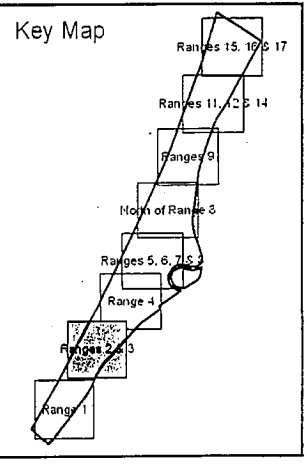 Key Map
Ranges 15, 16 & 17
Ranges 11, 12 & 14
Ranges 9
North of Range 8
Ranges 5, 6, 7 &
Range 4
Ranges 2 & 3
Range 1